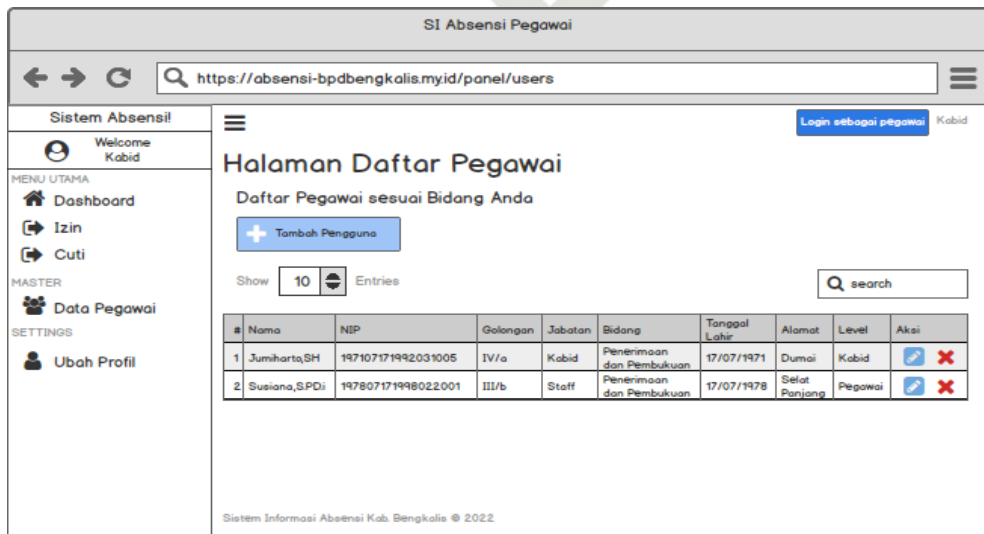 SI Absensi Pegawai
https://absensi-bpdbengkalis.my.id/panel/users
Sistem Absensi!
Welcome
Kabid
MENU UTAMA
Dashboard
Izin
Cuti
MASTER
Data Pegawai
SETTINGS
Ubah Profil
Login sebagai pegawai Kabid
Halaman Daftar Pegawai
Daftar Pegawai sesuai Bidang Anda
Tambah Pengguna
Show 10 Entries
search
# Nama NIP Golongan Jabatan Bidang Tanggal Lahir Alamat Level Aksi
1 Jumiharto,SH 197107171992031005 IV/a Kabid Penerimaan dan Pembukuan 17/07/1971 Dumai Kabid
2 Susiana,S.PD.i 197807171998022001 III/b Staff Penerimaan dan Pembukuan 17/07/1978 Selat Panjang Pegawai
Sistem Informasi Absensi Kab. Bengkalis © 2022